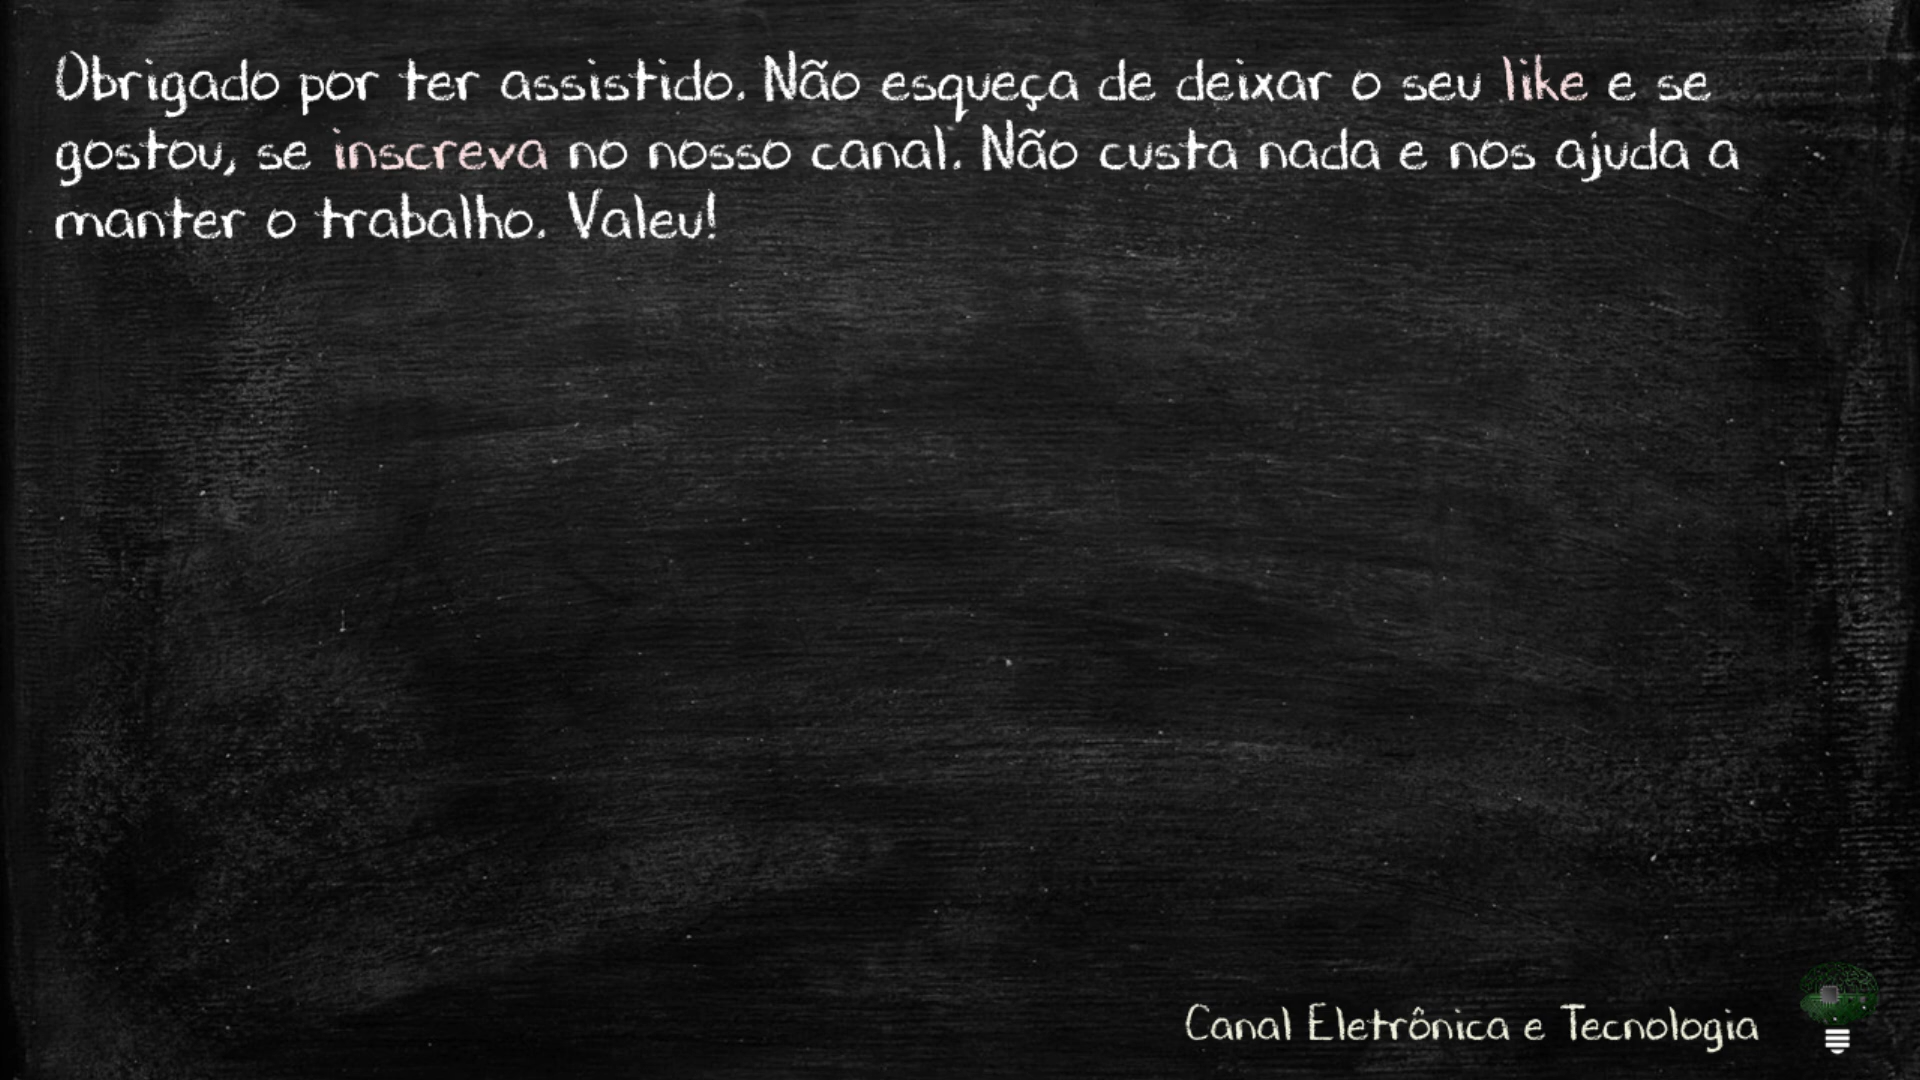 Obrigado por ter assistido. Não esqueça de deixar o seu like e se
gostou, se inscreva no nosso canal. Não custa nada e nos ajuda a
manter o trabalho. Valeu!
Canal Eletrônica e Tecnologia